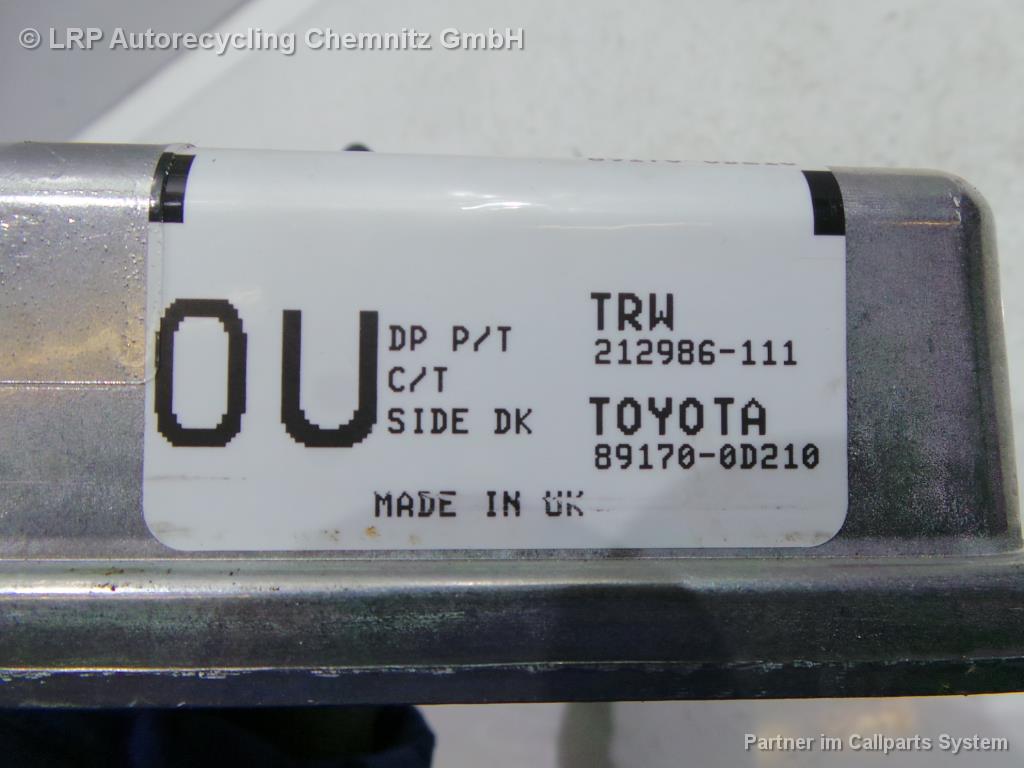 © LRP Autorecycling Chemnitz GmbH
0U
DP P/T
C/T
SIDE DK
TRW
212986-111
TOYOTA
89170-0D210
MADE IN UK
Partner im Callparts System